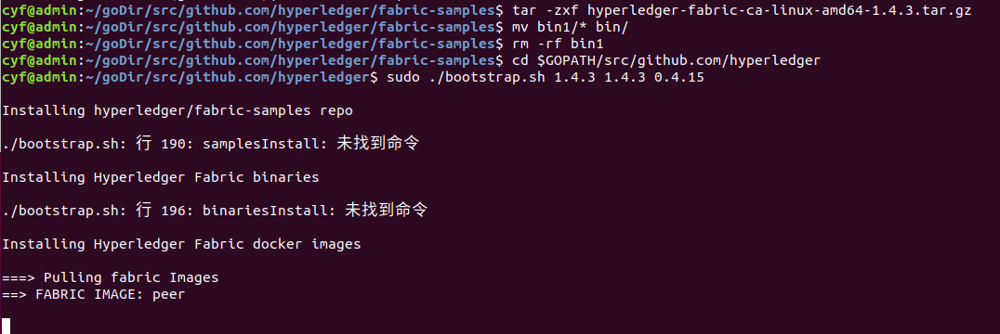 cyf@admin:~/goDir/src/github.com/hyperledger/fabric-samples$ tar -zxf hyperledger-fabric-ca-linux-amd64-1.4.3.tar.gz
cyf@admin:~/goDir/src/github.com/hyperledger/fabric-samples$ mv bin1/* bin/
cyf@admin:~/goDir/src/github.com/hyperledger/fabric-samples$ rm -rf bin1
cyf@admin:~/goDir/src/github.com/hyperledger/fabric-samples$ cd $GOPATH/src/github.com/hyperledger
cyf@admin:~/goDir/src/github.com/hyperledger$ sudo ./bootstrap.sh 1.4.3 1.4.3 0.4.15
Installing hyperledger/fabric-samples repo
./bootstrap.sh: 行 190: samplesInstall: 未找到命令
Installing Hyperledger Fabric binaries
./bootstrap.sh: 行 196: binariesInstall: 未找到命令
Installing Hyperledger Fabric docker images
===> Pulling fabric Images
==> FABRIC IMAGE: peer